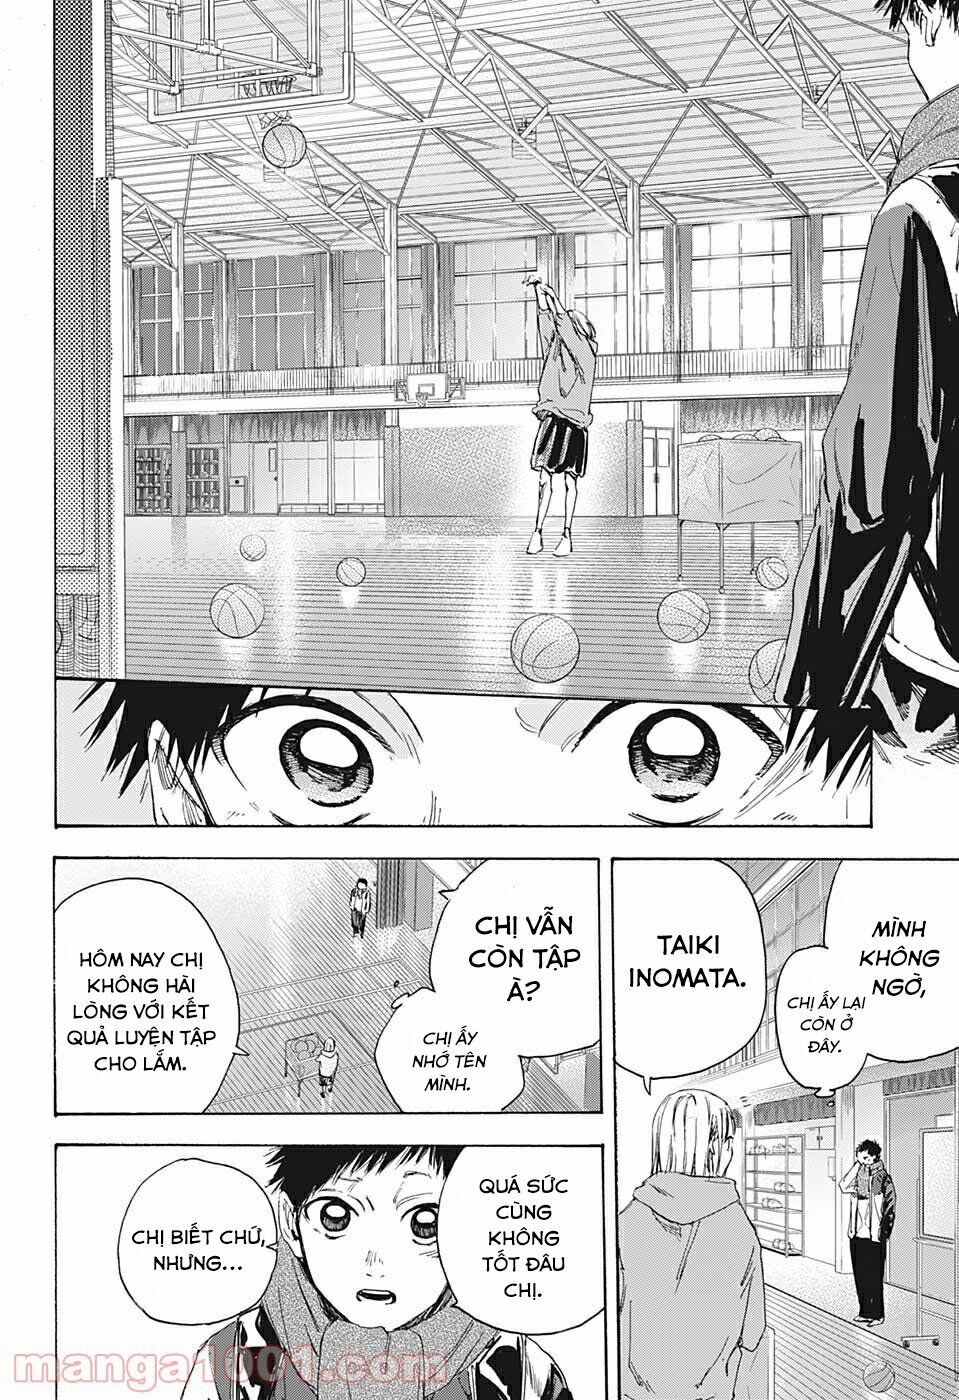 MÌNH
KHÔNG
NGỜ,
CHỊ ẤY LẠI
CÒN Ở
ĐÂY.
TAIKI
INOMATA.
CHỊ VẪN
CÒN TẬP
À?
CHỊ ẤY
NHỚ TÊN
MÌNH.
HÔM NAY CHỊ
KHÔNG HÀI
LÒNG VỚI KẾT
QUẢ LUYỆN TẬP
CHO LẮM.
QUÁ SỨC
CŨNG
KHÔNG
TỐT ĐÂU
CHỊ.
CHỊ BIẾT CHỨ,
NHƯNG...
manga1001.com